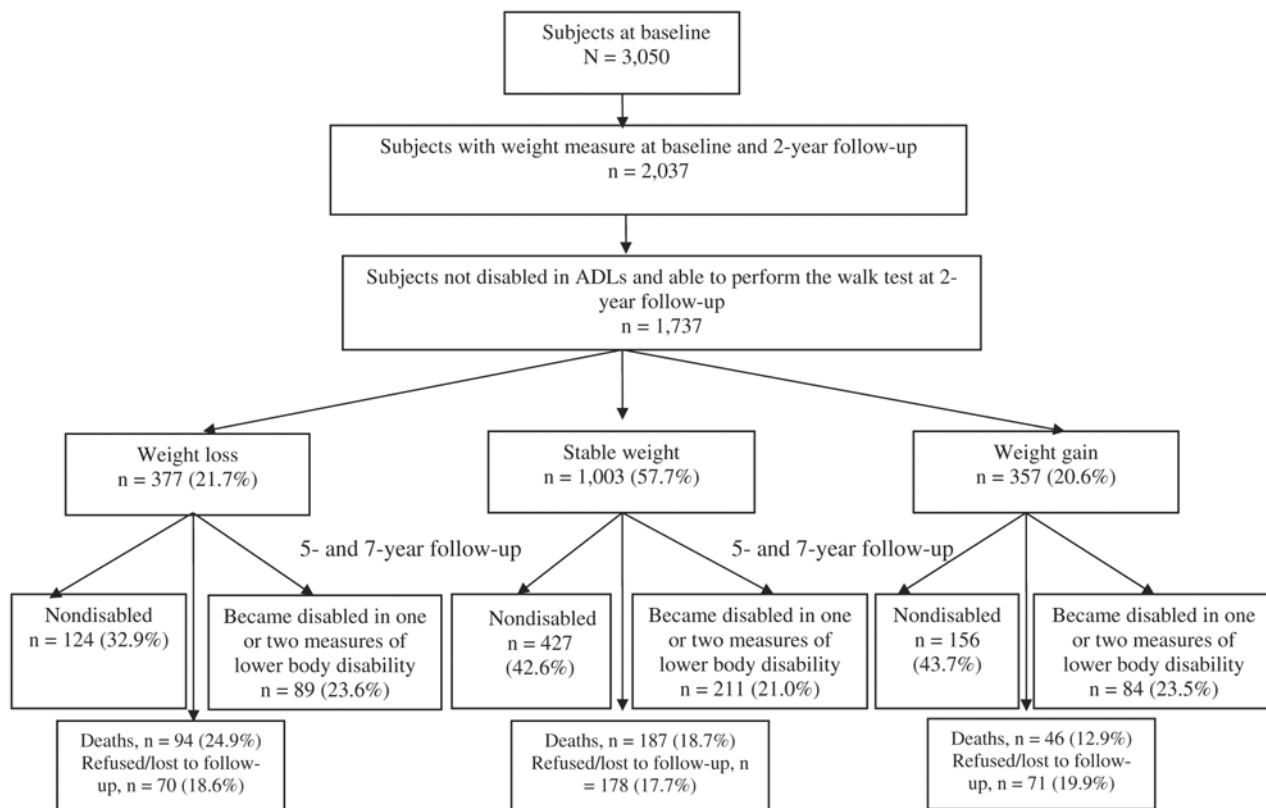 Subjects at baseline
N = 3,050
Subjects with weight measure at baseline and 2-year follow-up
n = 2,037
Subjects not disabled in ADLs and able to perform the walk test at 2-
year follow-up
n = 1,737
Weight loss
n = 377 (21.7%)
Stable weight
n = 1,003 (57.7%)
Weight gain
n = 357 (20.6%)
5- and 7-year follow-up
5- and 7-year follow-up
Nondisabled
n = 124 (32.9%)
Became disabled in one
or two measures of
lower body disability
n = 89 (23.6%)
Nondisabled
n = 427
(42.6%)
Became disabled in one
or two measures of
lower body disability
n = 211 (21.0%)
Nondisabled
n = 156
(43.7%)
Became disabled in one
or two measures of
lower body disability
n = 84 (23.5%)
Deaths, n = 94 (24.9%)
Refused/lost to follow-
up, n = 70 (18.6%)
Deaths, n = 187 (18.7%)
Refused/lost to follow-up, n
= 178 (17.7%)
Deaths, n = 46 (12.9%)
Refused/lost to follow-
up, n = 71 (19.9%)